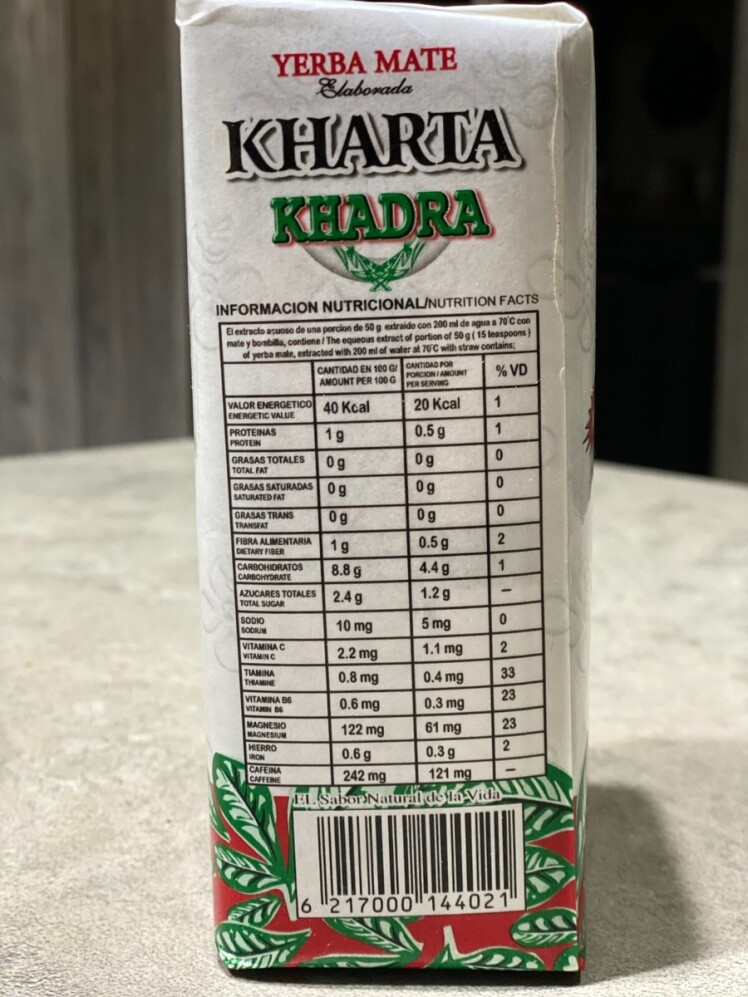 YERBA MATE
Elaborada
KHARTA
KHADRA
INFORMACION NUTRICIONAL/NUTRITION FACTS
El extracto acuoso de una porcion de 50 g extraido con 200 ml de agua a 70°C con
mate y bombilla, contiene / The equeous extract of portion of 50 g ( 15 teaspoons )
of yerba mate, extracted with 200 ml of water at 70°C with straw contains;
CANTIDAD EN 100 G/
AMOUNT PER 100 G
CANTIDAD POR
PORCION / AMOUNT
PER SERVING
% VD
VALOR ENERGETICO
ENERGETIC VALUE
40 Kcal
20 Kcal
1
PROTEINAS
PROTEIN
1 g
0.5 g
1
GRASAS TOTALES
TOTAL FAT
0 g
0 g
0
GRASAS SATURADAS
SATURATED FAT
0 g
0 g
0
GRASAS TRANS
TRANSFAT
0 g
0 g
0
FIBRA ALIMENTARIA
DIETARY FIBER
1 g
0.5 g
2
CARBOHIDRATOS
CARBOHYDRATE
8.8 g
4.4 g
1
AZUCARES TOTALES
TOTAL SUGAR
2.4 g
1.2 g
–
SODIO
SODIUM
10 mg
5 mg
0
VITAMINA C
VITAMIN C
2.2 mg
1.1 mg
2
TIAMINA
THIAMINE
0.8 mg
0.4 mg
33
VITAMINA B6
VITAMIN B6
0.6 mg
0.3 mg
23
MAGNESIO
MAGNESIUM
122 mg
61 mg
23
HIERRO
IRON
0.6 g
0.3 g
2
CAFEINA
CAFFEINE
242 mg
121 mg
–
EL Sabor Natural de la Vida
6 217000 144021